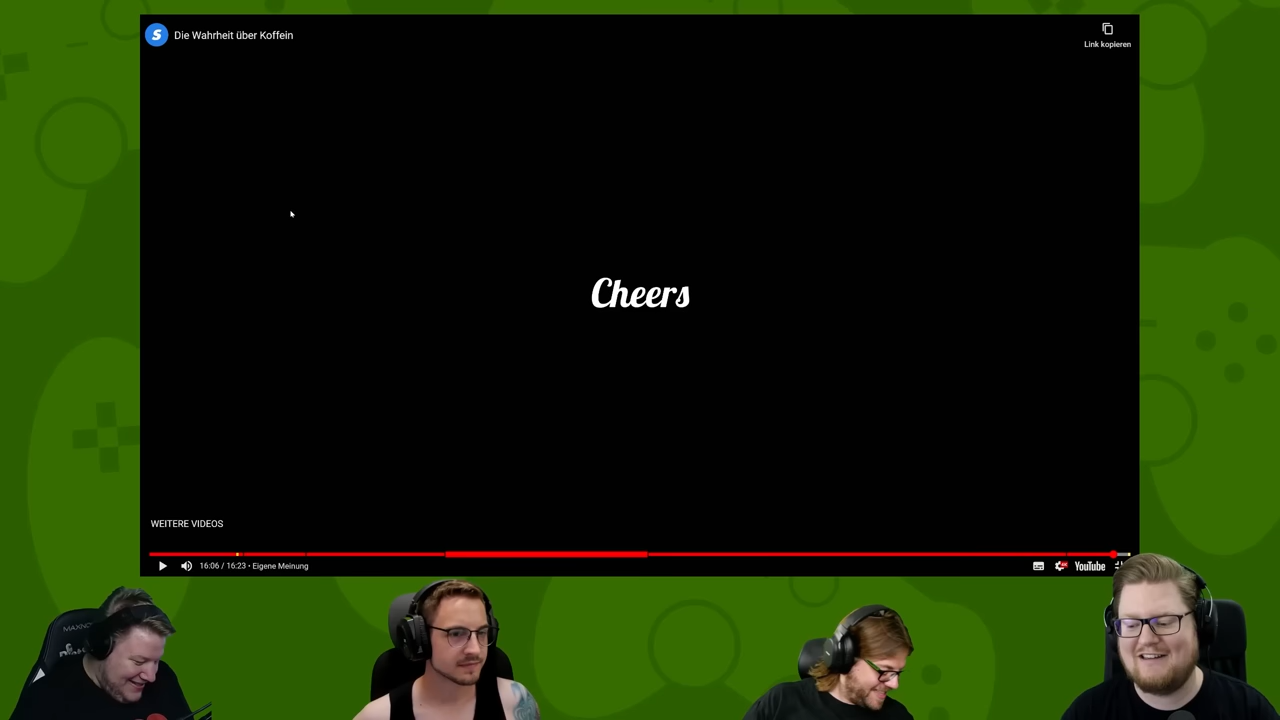 Die Wahrheit über Koffein
Link kopieren
Cheers
WEITERE VIDEOS
16:06 / 16:23 • Eigene Meinung
YouTube